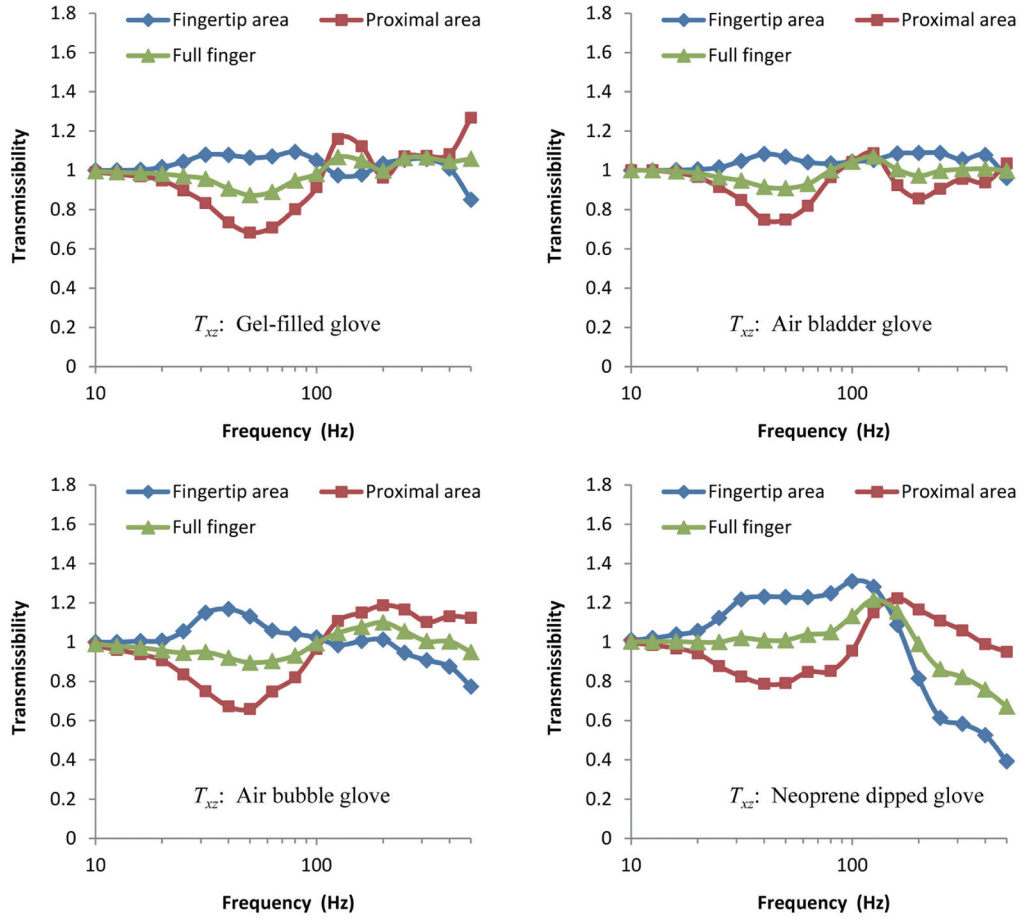 1.8
1.6
1.4
1.2
1
0.8
0.6
0.4
0.2
0
Transmissibility
Fingertip area
Proximal area
Full finger
Txz: Gel-filled glove
10
100
Frequency (Hz)
1.8
1.6
1.4
1.2
1
0.8
0.6
0.4
0.2
0
Transmissibility
Fingertip area
Proximal area
Full finger
Txz: Air bladder glove
10
100
Frequency (Hz)
1.8
1.6
1.4
1.2
1
0.8
0.6
0.4
0.2
0
Transmissibility
Fingertip area
Proximal area
Full finger
Txz: Air bubble glove
10
100
Frequency (Hz)
1.8
1.6
1.4
1.2
1
0.8
0.6
0.4
0.2
0
Transmissibility
Fingertip area
Proximal area
Full finger
Txz: Neoprene dipped glove
10
100
Frequency (Hz)